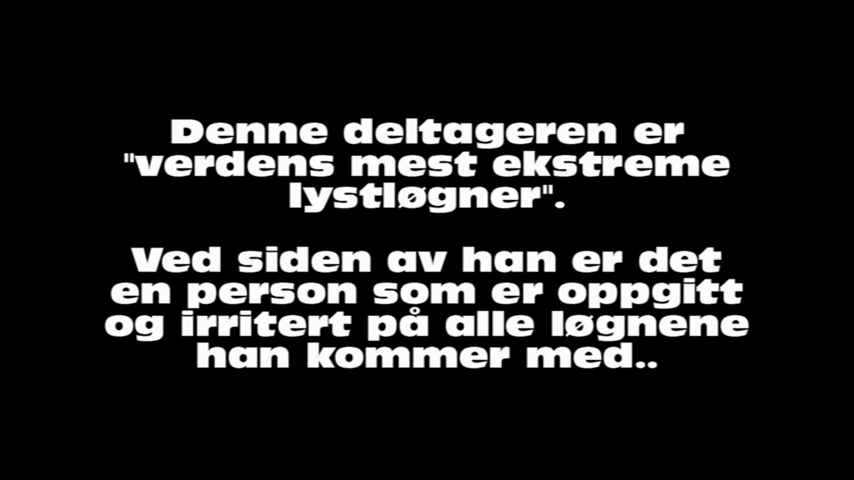 Denne deltageren er
"verdens mest ekstreme
lystløgner".
Ved siden av han er det
en person som er oppgitt
og irritert på alle løgnene
han kommer med..